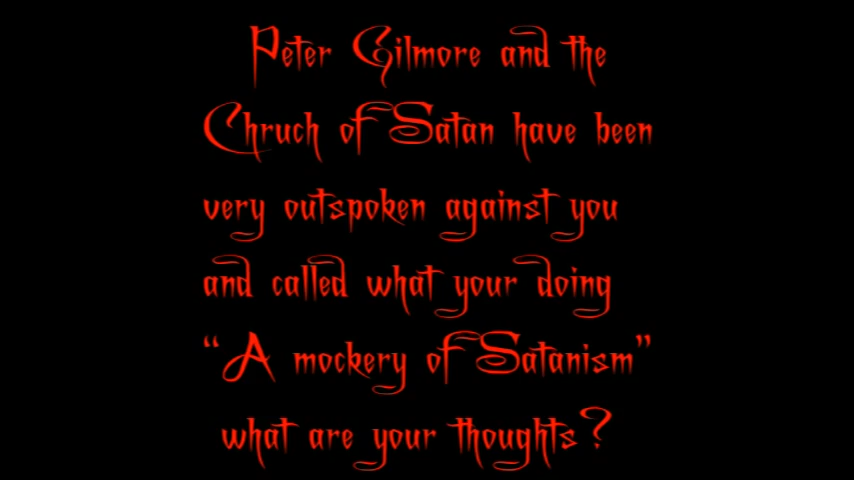 Peter Gilmore and the
Chruch of Satan have been
very outspoken against you
and called what your doing
“A mockery of Satanism”
what are your thoughts?